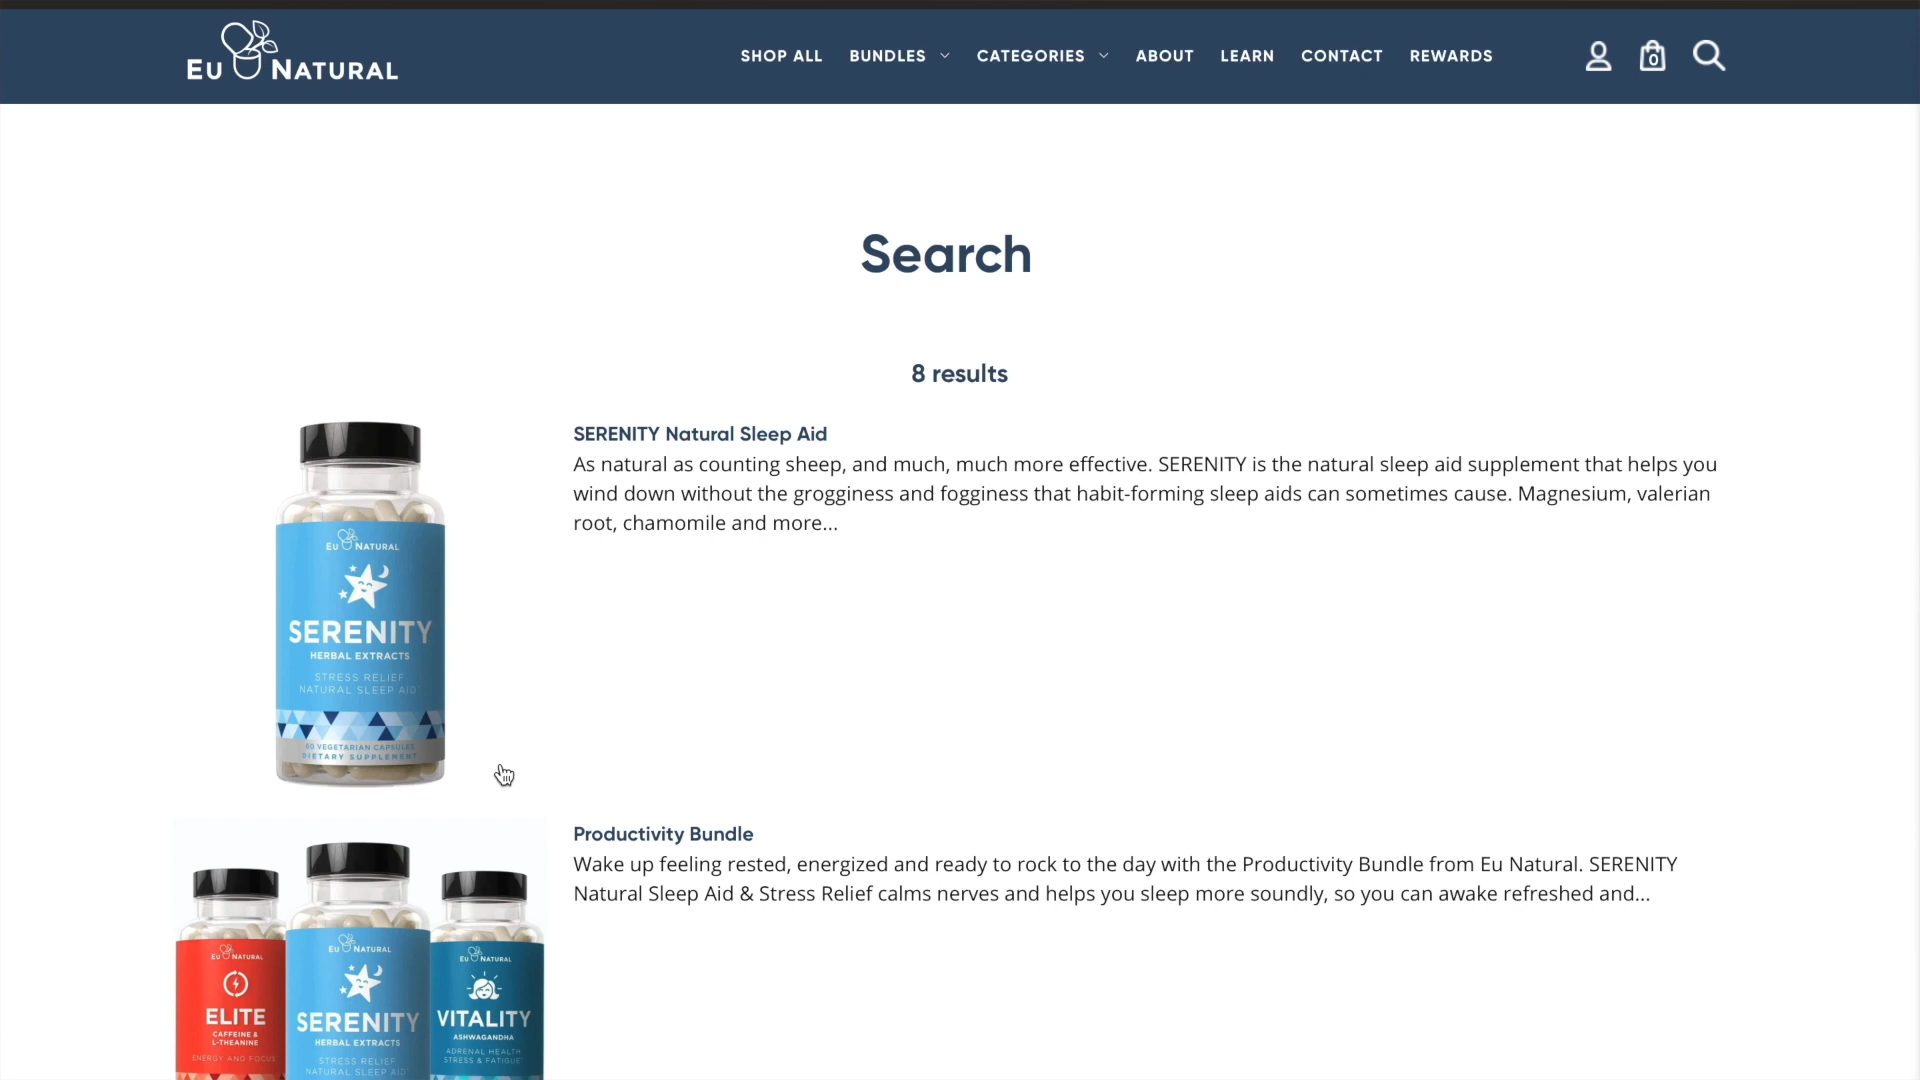 EU NATURAL
SHOP ALL BUNDLES CATEGORIES ABOUT LEARN CONTACT REWARDS
0
Search
8 results
SERENITY Natural Sleep Aid
As natural as counting sheep, and much, much more effective. SERENITY is the natural sleep aid supplement that helps you
wind down without the grogginess and fogginess that habit-forming sleep aids can sometimes cause. Magnesium, valerian
root, chamomile and more...
EU NATURAL
SERENITY
HERBAL EXTRACTS
STRESS RELIEF
NATURAL SLEEP AID
60 VEGETARIAN CAPSULES
DIETARY SUPPLEMENT
Productivity Bundle
Wake up feeling rested, energized and ready to rock to the day with the Productivity Bundle from Eu Natural. SERENITY
Natural Sleep Aid & Stress Relief calms nerves and helps you sleep more soundly, so you can awake refreshed and...
EU NATURAL
ELITE
CAFFEINE &
L-THEANINE
ENERGY AND FOCUS
EU NATURAL
SERENITY
HERBAL EXTRACTS
STRESS RELIEF
NATURAL SLEEP AID
EU NATURAL
VITALITY
ASHWAGANDHA
ADRENAL HEALTH
STRESS & FATIGUE